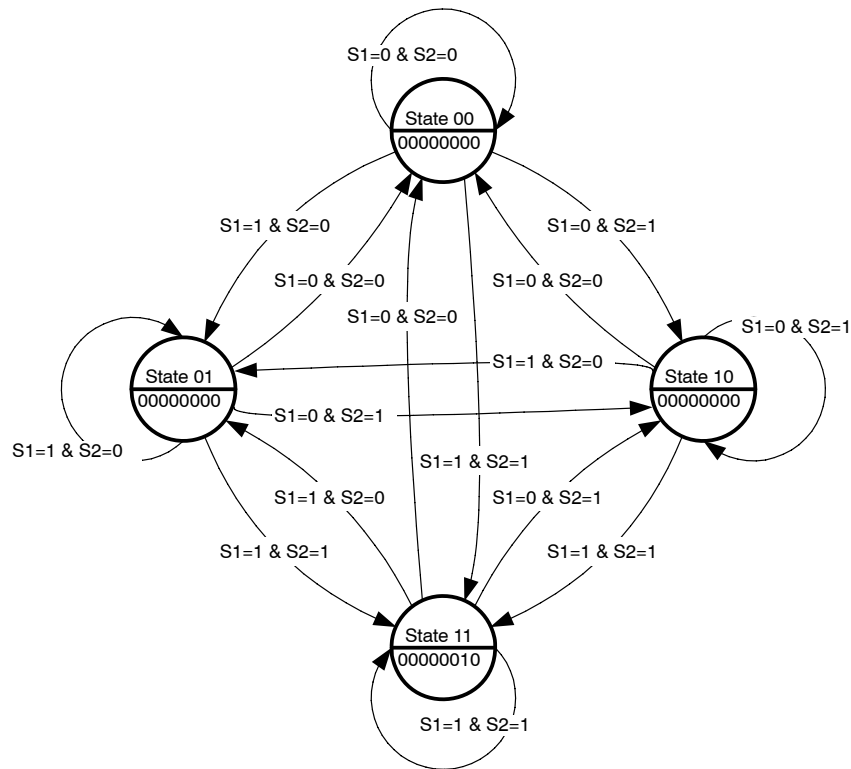 S1=0 & S2=0
State 00
00000000
S1=1 & S2=0
S1=0 & S2=1
S1=0 & S2=0
S1=0 & S2=0
S1=0 & S2=0
S1=0 & S2=1
S1=1 & S2=0
State 01
00000000
State 10
00000000
S1=0 & S2=1
S1=1 & S2=0
S1=1 & S2=1
S1=1 & S2=0
S1=0 & S2=1
S1=1 & S2=1
S1=1 & S2=1
State 11
00000010
S1=1 & S2=1